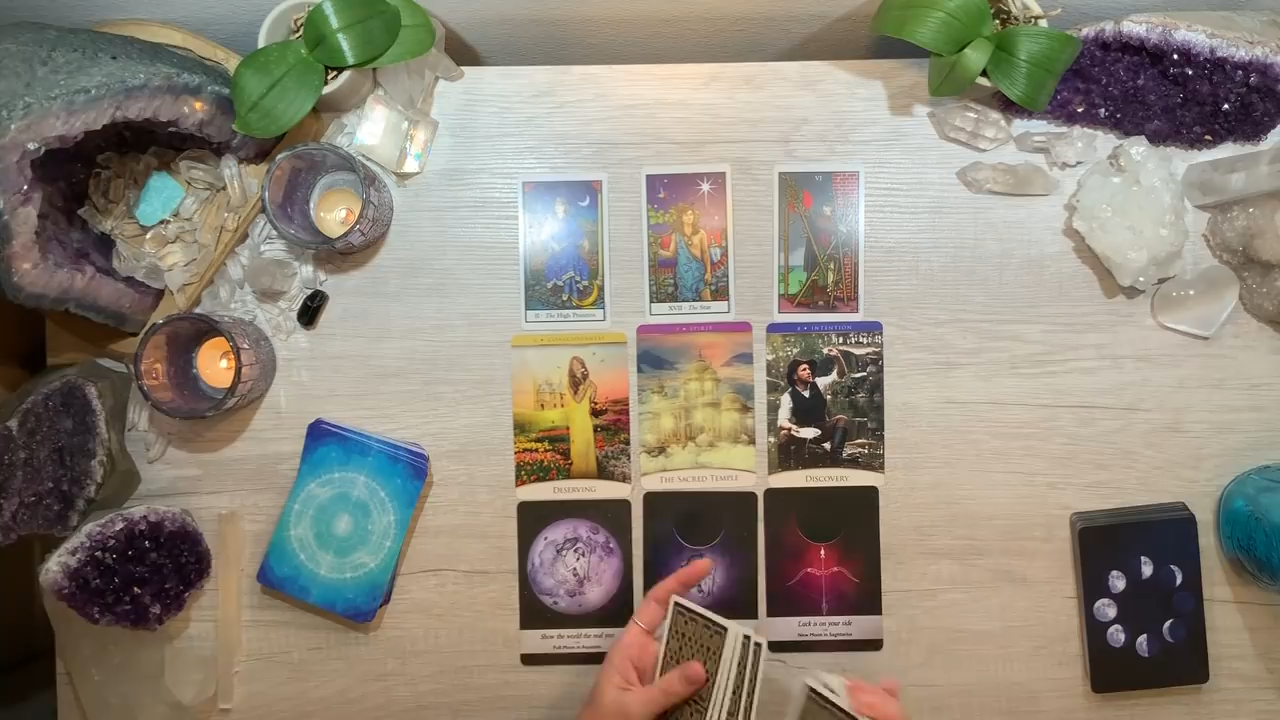 II · The High Priestess
XVII · The Star
VI
5 • SPIRIT
INTENTION
DESERVING
THE SACRED TEMPLE
DISCOVERY
Show the world the real you
Full Moon in Aquarius
Luck is on your side
New Moon in Sagittarius